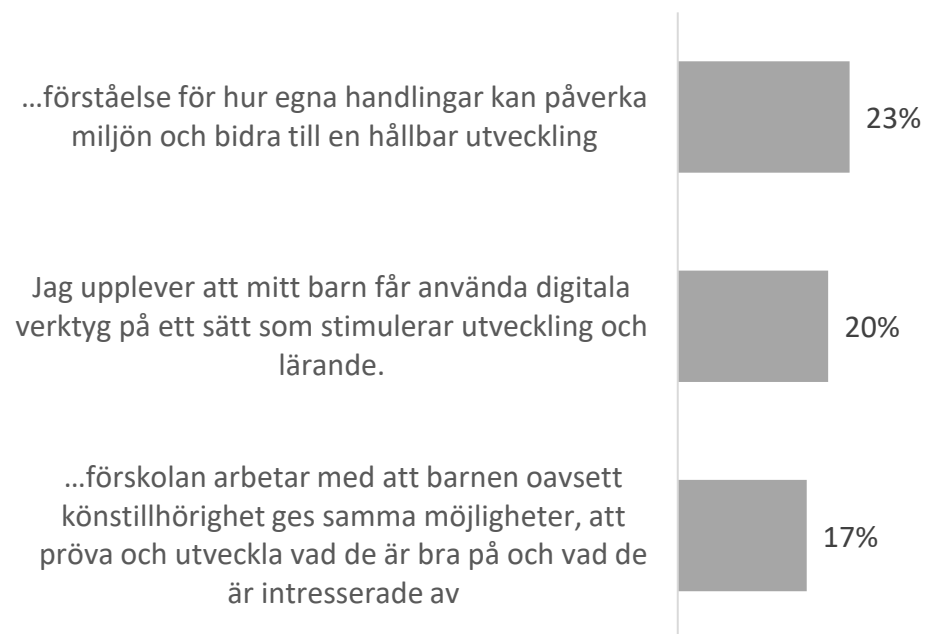 ...förståelse för hur egna handlingar kan påverka
miljön och bidra till en hållbar utveckling
23%
Jag upplever att mitt barn får använda digitala
verktyg på ett sätt som stimulerar utveckling och
lärande.
20%
...förskolan arbetar med att barnen oavsett
könstillhörighet ges samma möjligheter, att
pröva och utveckla vad de är bra på och vad de
är intresserade av
17%